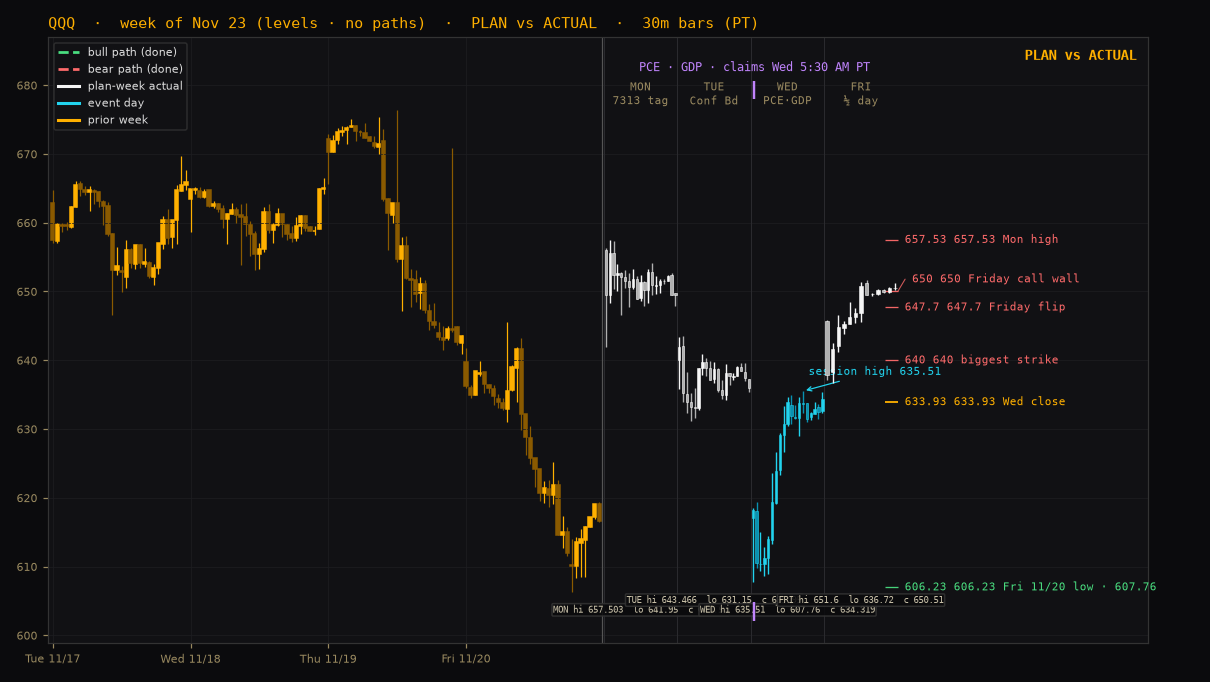 QQQ · week of Nov 23 (levels · no paths) · PLAN vs ACTUAL · 30m bars (PT)
bull path (done)
bear path (done)
plan-week actual
event day
prior week
PLAN vs ACTUAL
PCE · GDP · claims Wed 5:30 AM PT
MON
7313 tag
TUE
Conf Bd
WED
PCE·GDP
FRI
½ day
680
670
660
650
640
630
620
610
600
657.53 657.53 Mon high
650 650 Friday call wall
647.7 647.7 Friday flip
640 640 biggest strike
session high 635.51
633.93 633.93 Wed close
606.23 606.23 Fri 11/20 low · 607.76
TUE hi 643.466 lo 631.15 c 6
FRI hi 651.6 lo 636.72 c 650.51
MON hi 657.503 lo 641.95 c
WED hi 635.51 lo 607.76 c 634.319
Tue 11/17
Wed 11/18
Thu 11/19
Fri 11/20